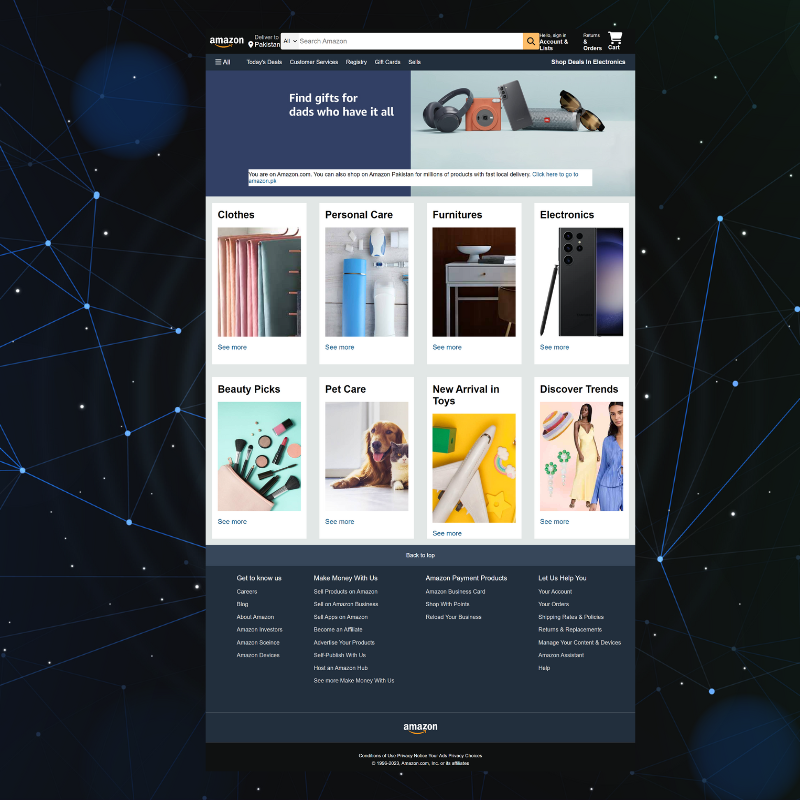 amazon
Deliver to
Pakistan
All
Search Amazon
Hello, sign in
Account &
Lists
Returns
&
Orders
Cart
All
Today's Deals
Customer Services
Registry
Gift Cards
Sells
Shop Deals In Electronics
Find gifts for
dads who have it all
You are on Amazon.com. You can also shop on Amazon Pakistan for millions of products with fast local delivery. Click here to go to
amazon.pk
Clothes
Personal Care
Furnitures
Electronics
See more
See more
See more
See more
Beauty Picks
Pet Care
New Arrival in
Toys
Discover Trends
See more
See more
See more
See more
Back to top
Get to know us
Careers
Blog
About Amazon
Amazon Investors
Amazon Sceince
Amazon Devices
Make Money With Us
Sell Products on Amazon
Sell on Amazon Business
Sell Apps on Amazon
Become an Affiliate
Advertise Your Products
Self-Publish With Us
Host an Amazon Hub
See more Make Money With Us
Amazon Payment Products
Amazon Business Card
Shop With Points
Reload Your Business
Let Us Help You
Your Account
Your Orders
Shipping Rates & Policies
Returns & Replacements
Manage Your Content & Devices
Amazon Assistant
Help
amazon
Conditions of Use Privacy Notice Your Ads Privacy Choices
© 1996-2023, Amazon.com, Inc. or its affiliates